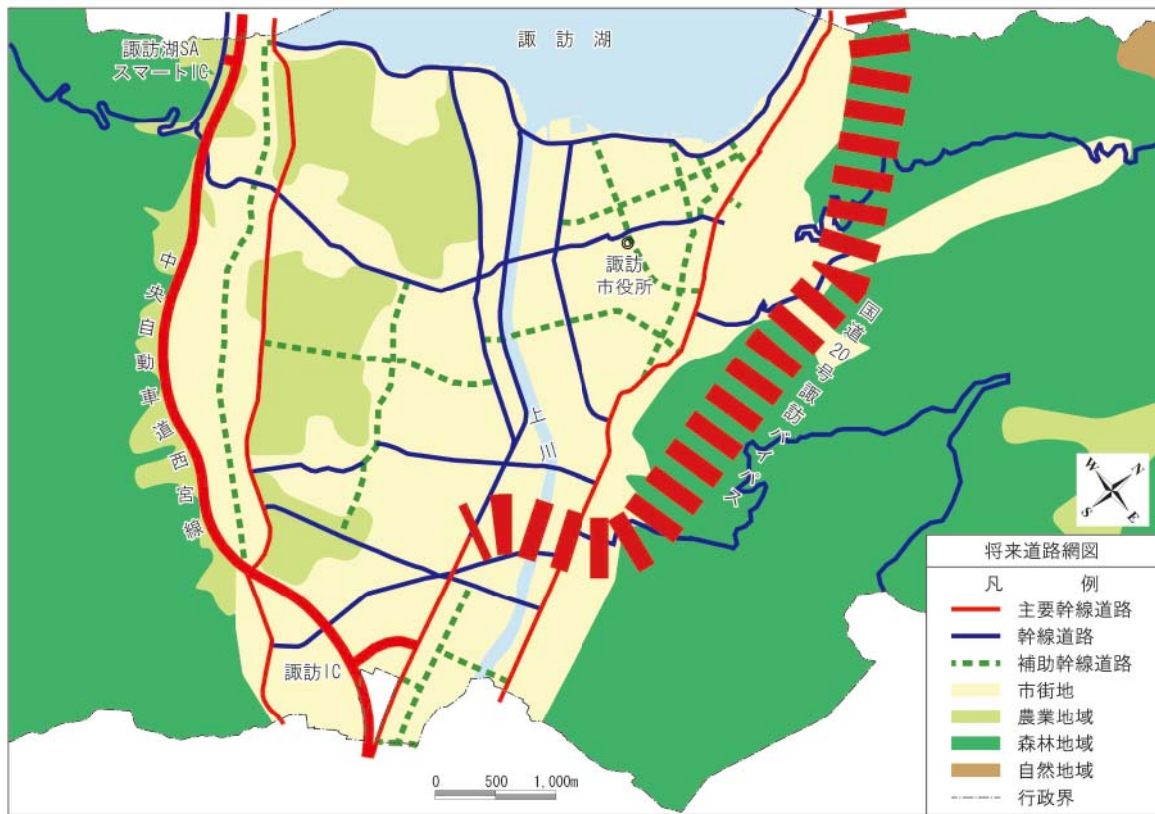 諏訪湖SA
スマートIC
諏訪湖
諏訪
市役所
中央自動車道西宮線
国道20号諏訪バイパス
上川
諏訪IC
W
N
S
E
0 500 1,000m
将来道路網図
凡 例
主要幹線道路
幹線道路
補助幹線道路
市街地
農業地域
森林地域
自然地域
行政界